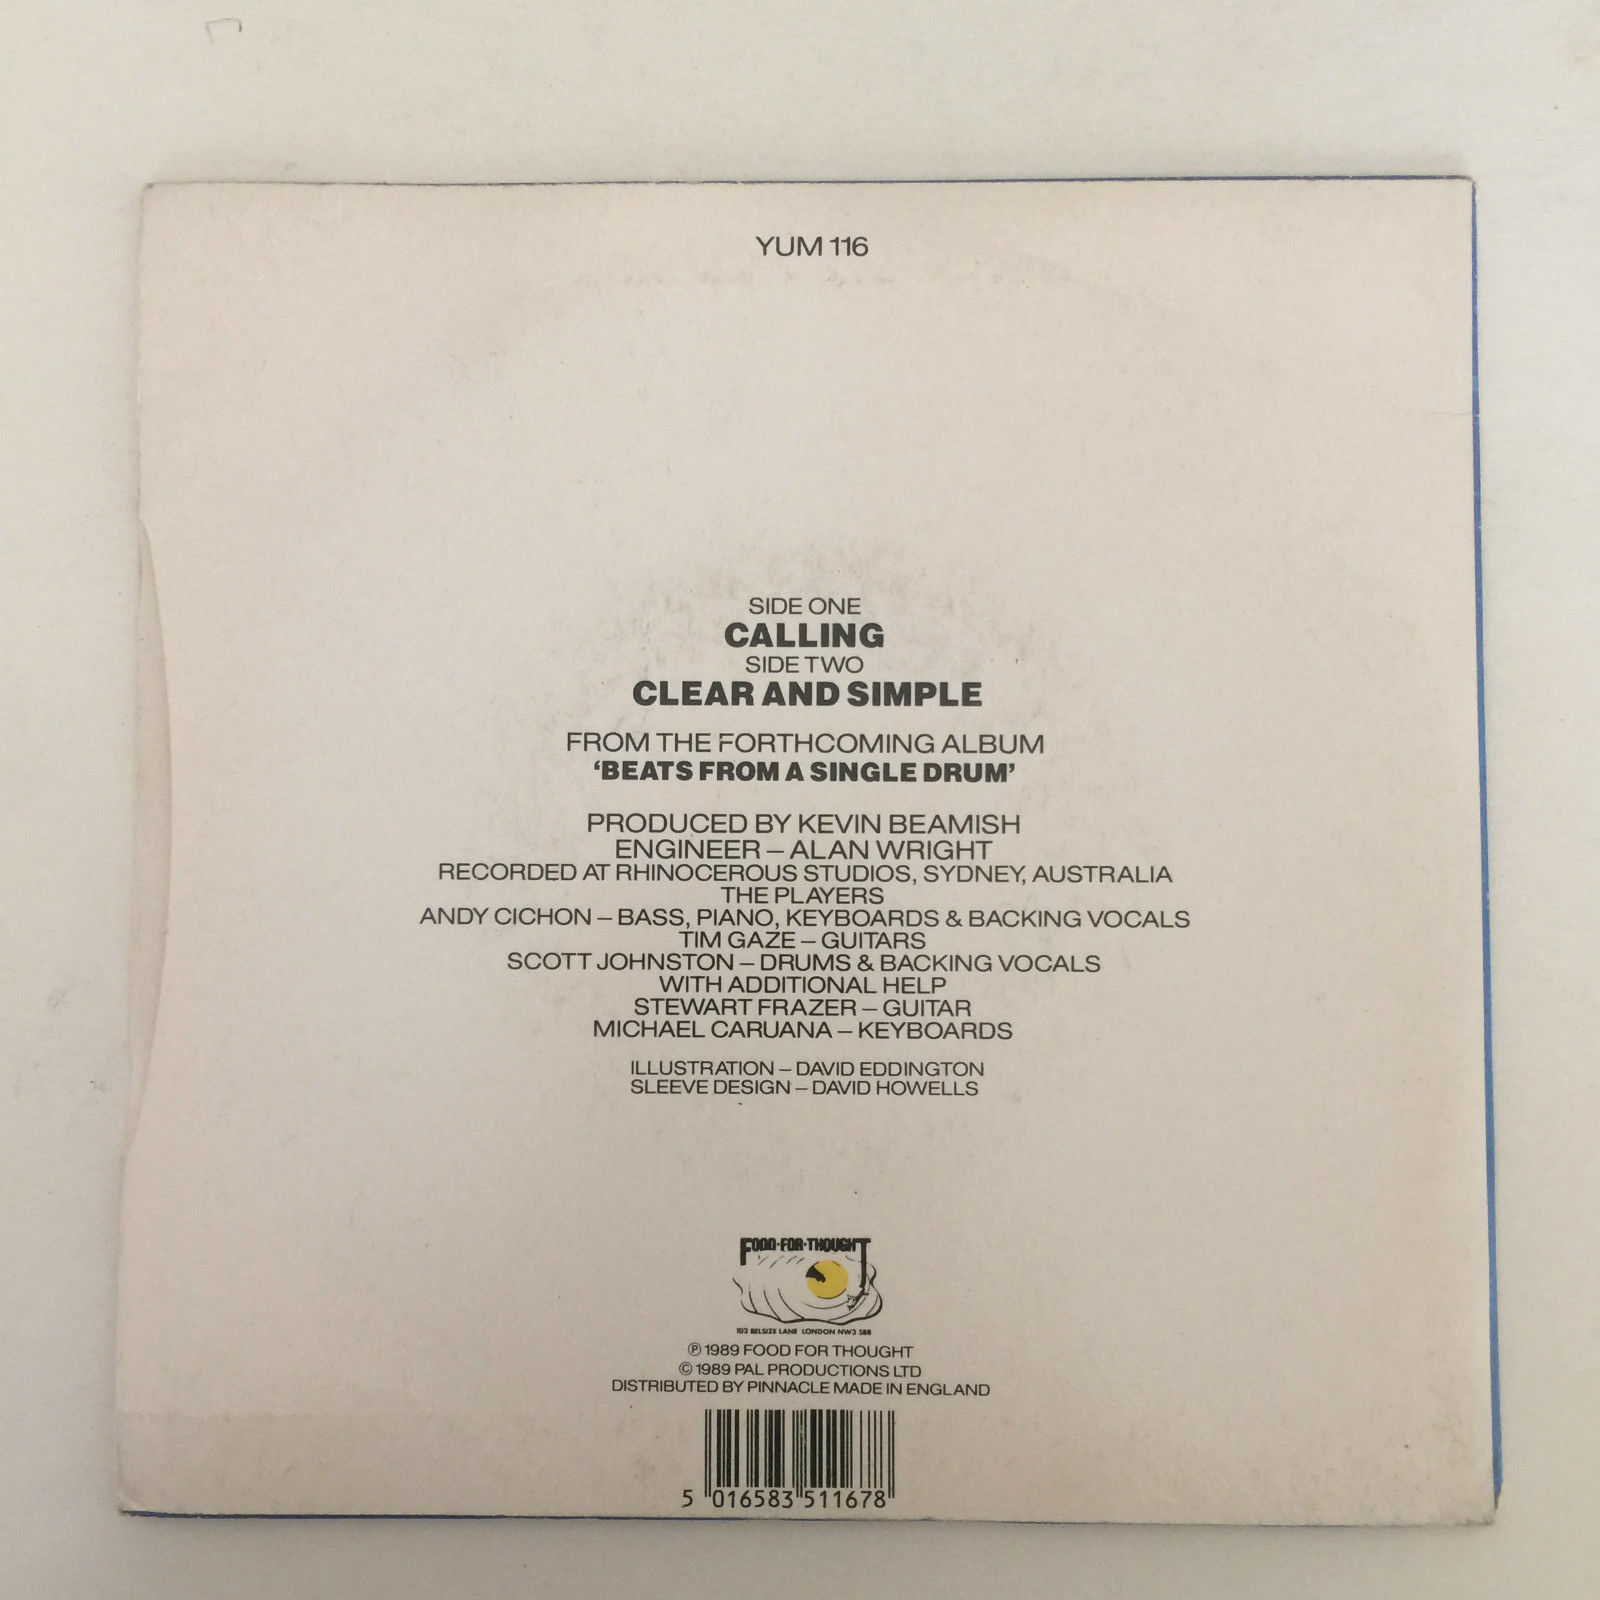 YUM 116
SIDE ONE
CALLING
SIDE TWO
CLEAR AND SIMPLE
FROM THE FORTHCOMING ALBUM
‘BEATS FROM A SINGLE DRUM’
PRODUCED BY KEVIN BEAMISH
ENGINEER – ALAN WRIGHT
RECORDED AT RHINOCEROUS STUDIOS, SYDNEY, AUSTRALIA
THE PLAYERS
ANDY CICHON – BASS, PIANO, KEYBOARDS & BACKING VOCALS
TIM GAZE – GUITARS
SCOTT JOHNSTON – DRUMS & BACKING VOCALS
WITH ADDITIONAL HELP
STEWART FRAZER – GUITAR
MICHAEL CARUANA – KEYBOARDS
ILLUSTRATION – DAVID EDDINGTON
SLEEVE DESIGN – DAVID HOWELLS
FOOD·FOR·THOUGHT
102 BELSIZE LANE LONDON NW3 5BB
℗ 1989 FOOD FOR THOUGHT
© 1989 PAL PRODUCTIONS LTD
DISTRIBUTED BY PINNACLE MADE IN ENGLAND
5 016583 511678